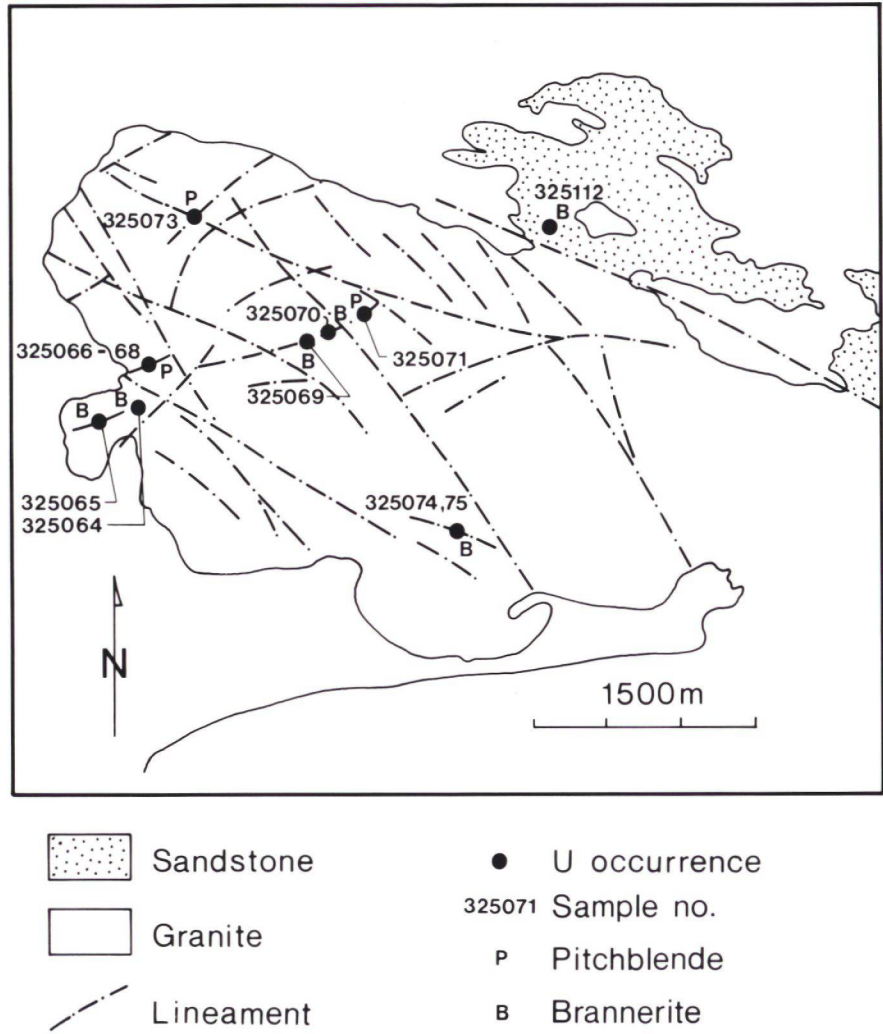 325112
B
P
325073
325070
B
P
325066-68
P
B
325071
325069
B
B
325065
325064
325074,75
B
N
1500m
Sandstone
Granite
Lineament
U occurrence
325071 Sample no.
P Pitchblende
B Brannerite